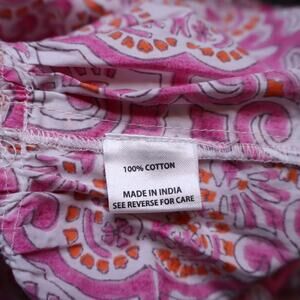 100% COTTON
MADE IN INDIA
SEE REVERSE FOR CARE